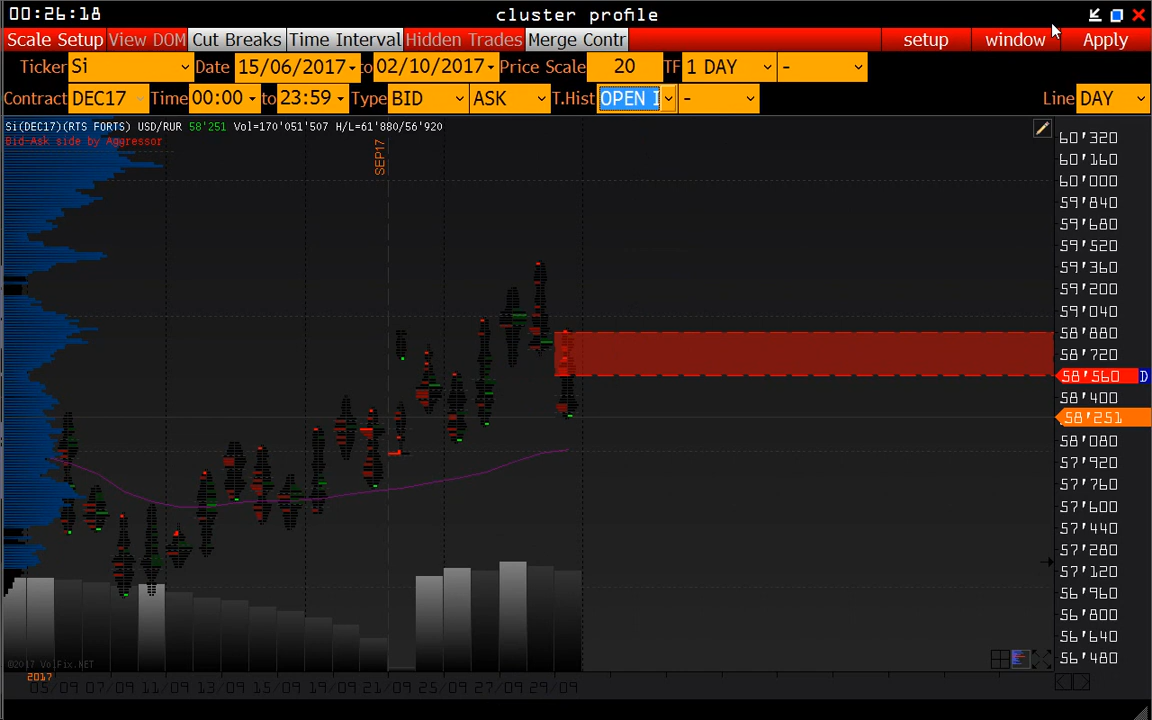 00:26:18 cluster profile
Scale Setup View DOM Cut Breaks Time Interval Hidden Trades Merge Contr setup window Apply
Ticker Si Date 15/06/2017 to 02/10/2017 Price Scale 20 TF 1 DAY -
Contract DEC17 Time 00:00 to 23:59 Type BID ASK T.Hist OPEN I - Line DAY
Si(DEC17)(RTS FORTS) USD/RUR 58'251 Vol=170'051'507 H/L=61'880/56'920
Bid-Ask side by Aggressor
SEP17
60'320
60'160
60'000
59'840
59'680
59'520
59'360
59'200
59'040
58'880
58'720
58'560 D
58'400
58'251
58'080
57'920
57'760
57'600
57'440
57'280
57'120
56'960
56'800
56'640
56'480
©2017 VolFix.NET
2017
05/09 07/09 11/09 13/09 15/09 19/09 21/09 25/09 27/09 29/09